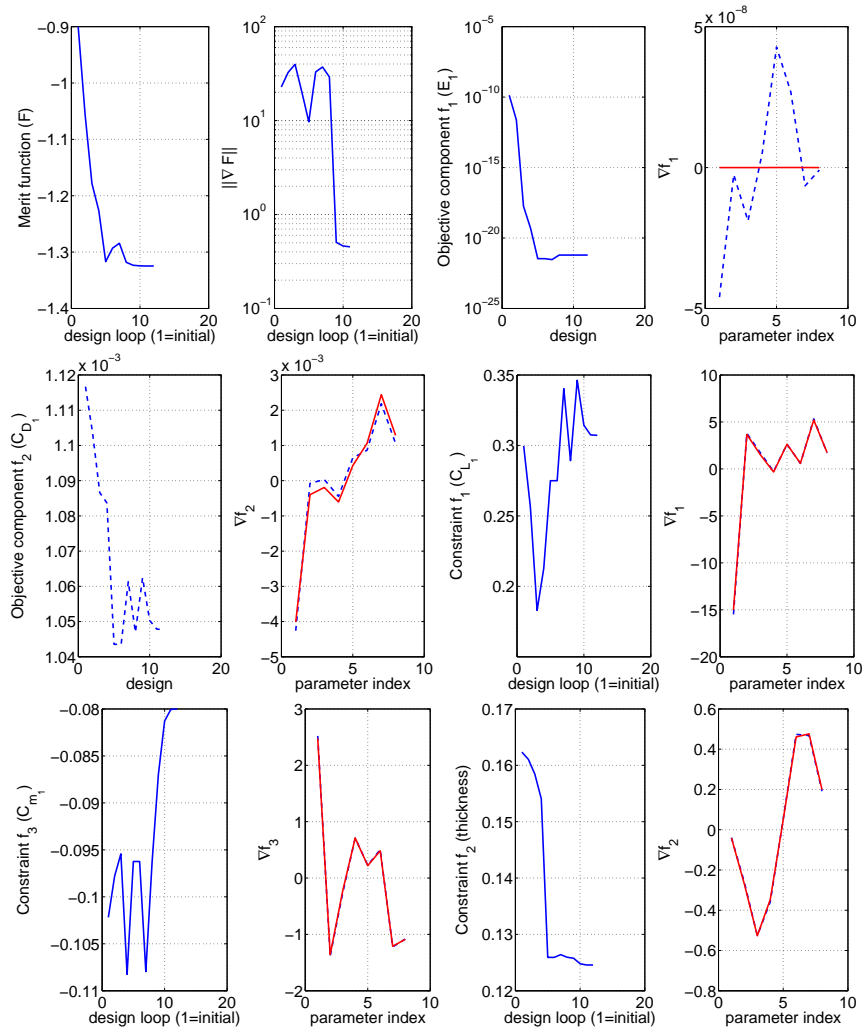 −0.9
−1
−1.1
−1.2
−1.3
−1.4
0 10 20
design loop (1=initial)
Merit function (F)
10^2
10^1
10^0
10^−1
0 10 20
design loop (1=initial)
||∇ F||
10^−5
10^−10
10^−15
10^−20
10^−25
0 10 20
design
Objective component f_1 (E_1)
x 10^−8
5
0
−5
0 5 10
parameter index
∇f_1
x 10^−3
1.12
1.11
1.1
1.09
1.08
1.07
1.06
1.05
1.04
0 10 20
design
Objective component f_2 (C_{D_1})
x 10^−3
3
2
1
0
−1
−2
−3
−4
−5
0 5 10
parameter index
∇f_2
0.35
0.3
0.25
0.2
0 10 20
design loop (1=initial)
Constraint f_1 (C_{L_1})
10
5
0
−5
−10
−15
−20
0 5 10
parameter index
∇f_1
−0.08
−0.085
−0.09
−0.095
−0.1
−0.105
−0.11
0 10 20
design loop (1=initial)
Constraint f_3 (C_{m_1})
3
2
1
0
−1
−2
0 5 10
parameter index
∇f_3
0.17
0.16
0.15
0.14
0.13
0.12
0 10 20
design loop (1=initial)
Constraint f_2 (thickness)
0.6
0.4
0.2
0
−0.2
−0.4
−0.6
−0.8
0 5 10
parameter index
∇f_2